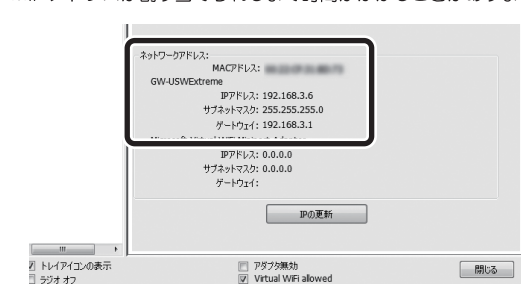 ネットワークアドレス:
MACアドレス:
GW-USWExtreme
IPアドレス: 192.168.3.6
サブネットマスク: 255.255.255.0
ゲートウェイ: 192.168.3.1
IPアドレス: 0.0.0.0
サブネットマスク: 0.0.0.0
ゲートウェイ:
IPの更新
トレイアイコンの表示
アダプタ無効
閉じる
ラジオ オフ
Virtual WiFi allowed